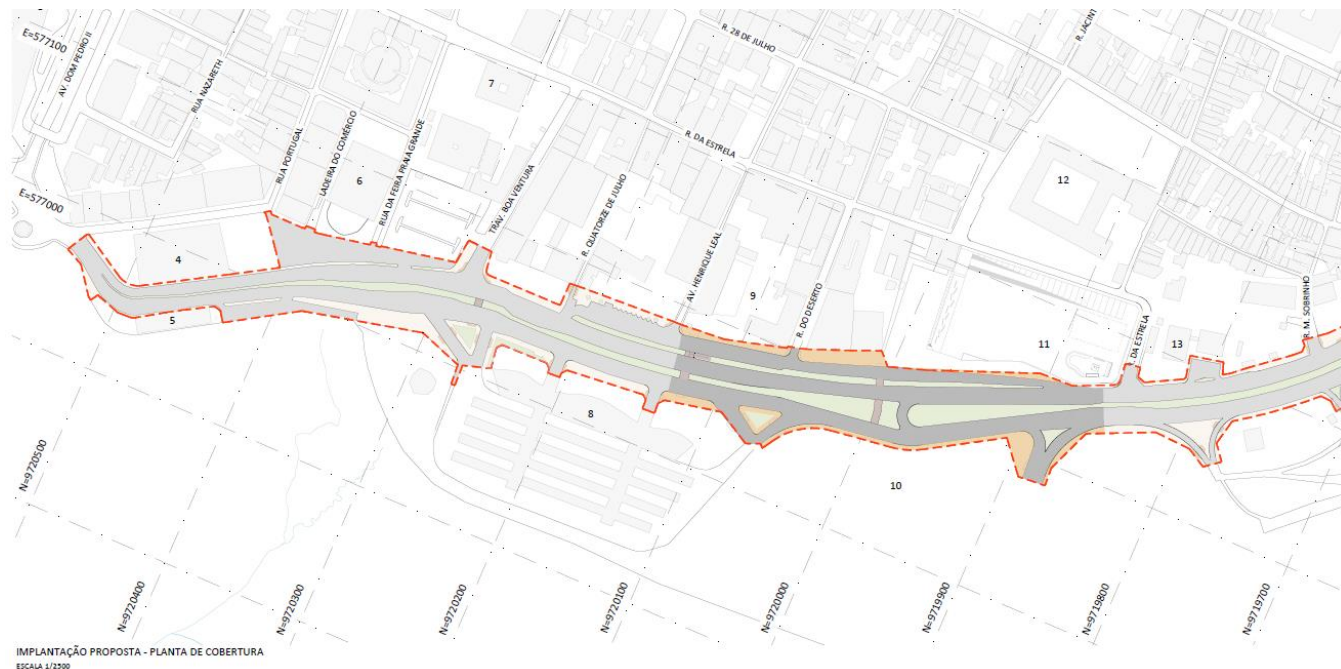 E=577100
AV. DOM PEDRO II
RUA NAZARETH
7
R. 28 DE JULHO
R. JACINT
RUA PORTUGAL
LADEIRA DO COMÉRCIO
6
RUA DA FEIRA PRAIA GRANDE
TRAV. BOA VENTURA
R. DA ESTRELA
12
E=577000
R. QUATORZE DE JULHO
AV. HENRIQUE LEAL
4
5
9
R. DO DESERTO
11
R. DA ESTRELA
13
R. M. SOBRINHO
8
10
N=9720500
N=9720400
N=9720300
N=9720200
N=9720100
N=9720000
N=9719900
N=9719800
N=9719700
IMPLANTAÇÃO PROPOSTA - PLANTA DE COBERTURA
ESCALA 1/2500